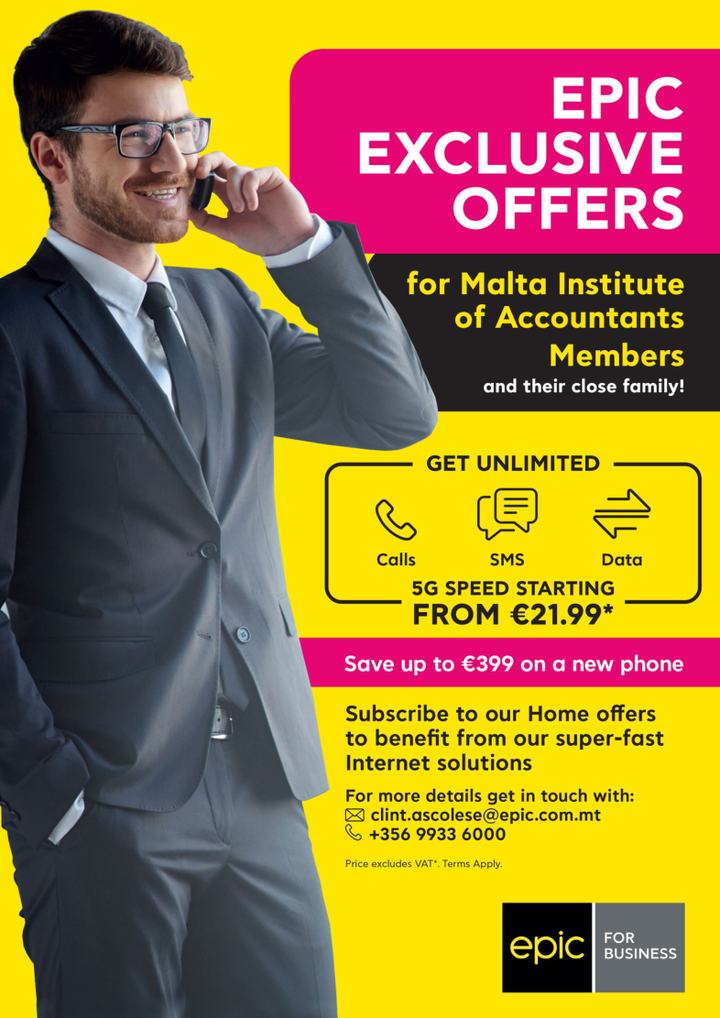 EPIC
EXCLUSIVE
OFFERS
for Malta Institute
of Accountants
Members
and their close family!
GET UNLIMITED
Calls SMS Data
5G SPEED STARTING
FROM €21.99*
Save up to €399 on a new phone
Subscribe to our Home offers
to benefit from our super-fast
Internet solutions
For more details get in touch with:
clint.ascolese@epic.com.mt
+356 9933 6000
Price excludes VAT*. Terms Apply.
epic FOR
BUSINESS